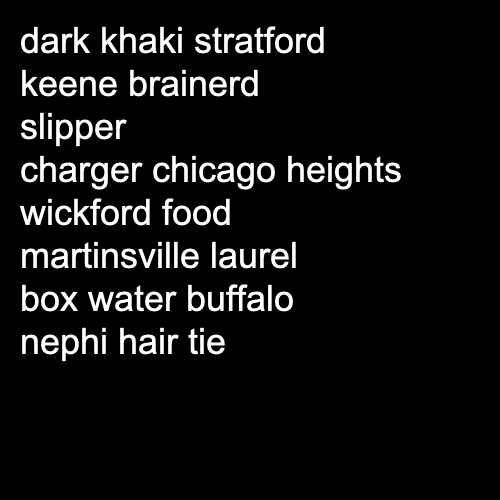 dark khaki stratford
keene brainerd
slipper
charger chicago heights
wickford food
martinsville laurel
box water buffalo
nephi hair tie